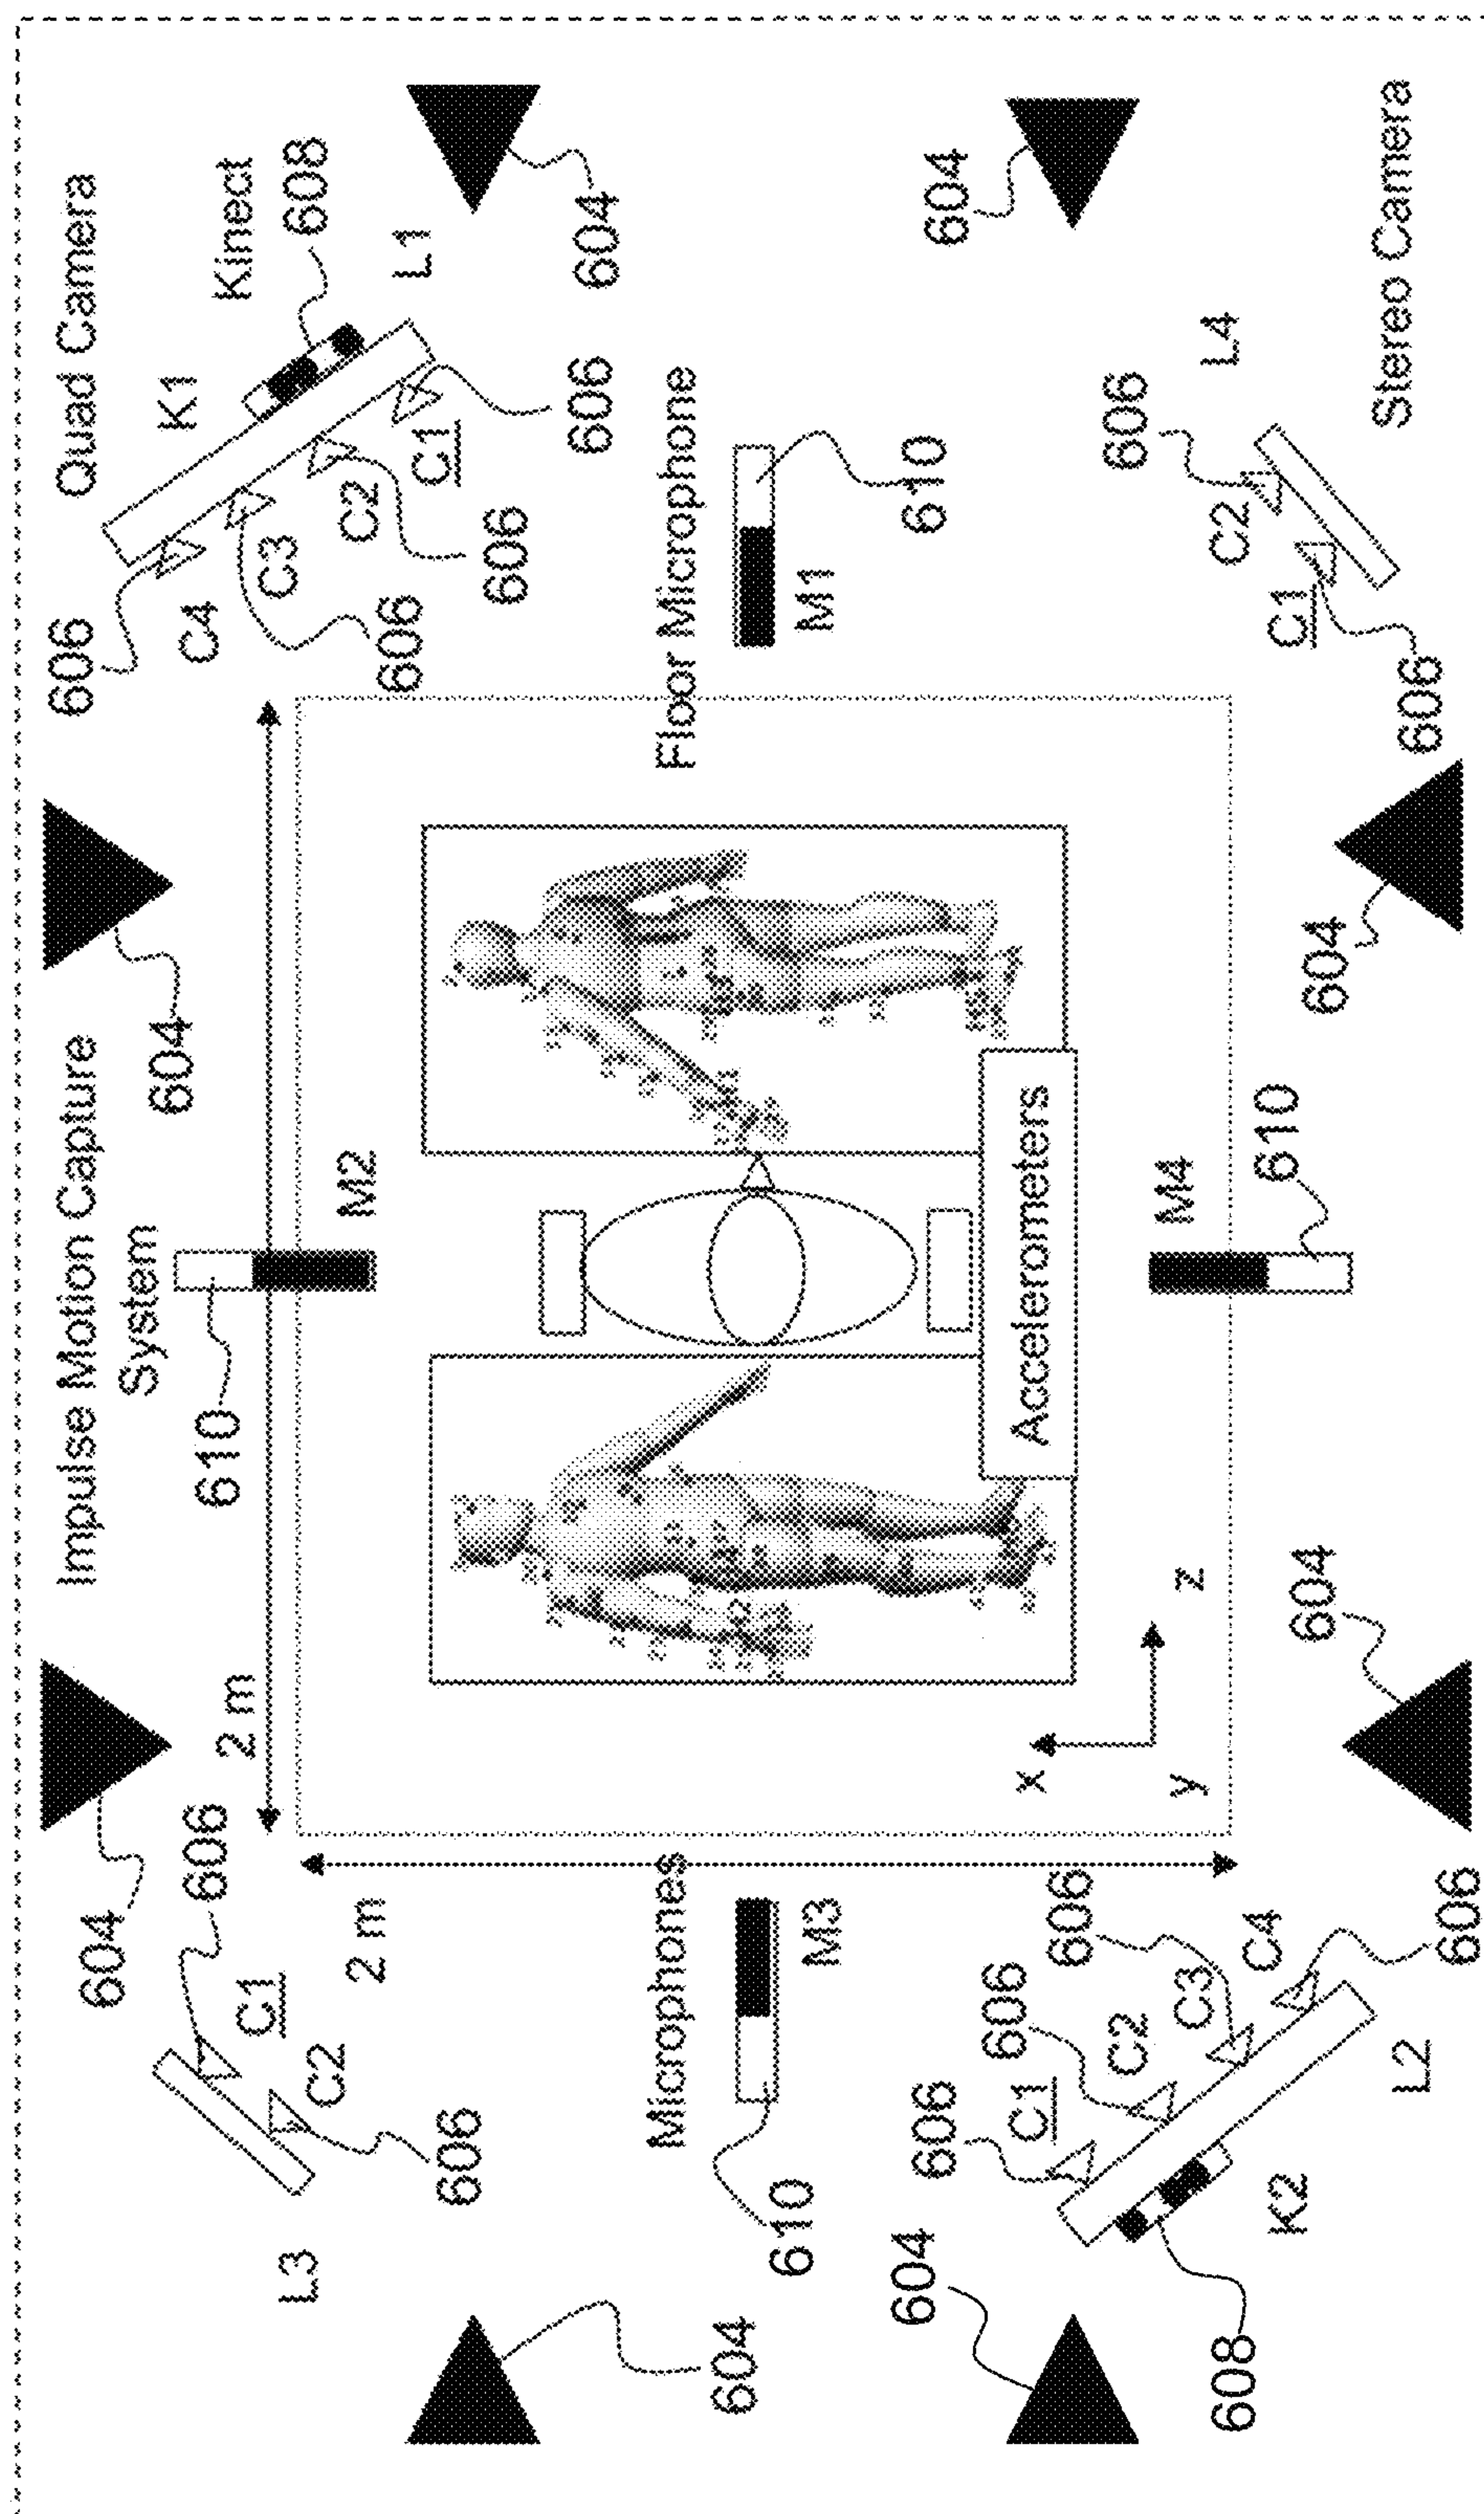 Impulse Motion Capture
System
606
Quad Camera
604
604
K1
C4
606
610
Kinect
2 m
C1
C3
L3
608
C2
M2
C2
2 m
606
L1
C1
606
606
606
604
Microphones
Floor Microphone
604
610
M3
M1
604
610
606
604
606
C1
x
Accelerometers
606
606
C2
M4
y
z
C3
L4
C2
608
C4
610
K2
C1
604
604
Stereo Camera
L2
606
606